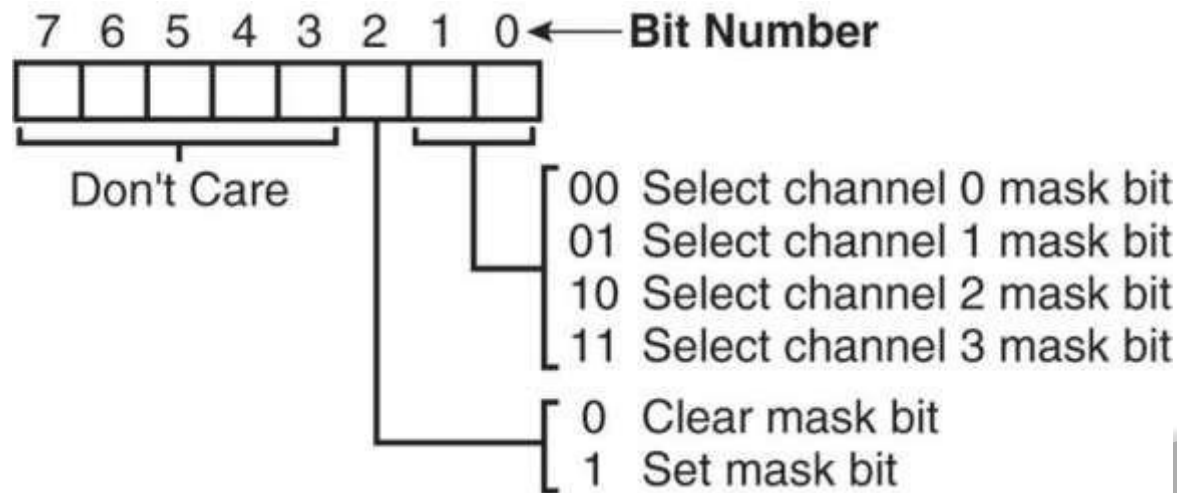 7 6 5 4 3 2 1 0 Bit Number
Don't Care
00 Select channel 0 mask bit
01 Select channel 1 mask bit
10 Select channel 2 mask bit
11 Select channel 3 mask bit
0 Clear mask bit
1 Set mask bit